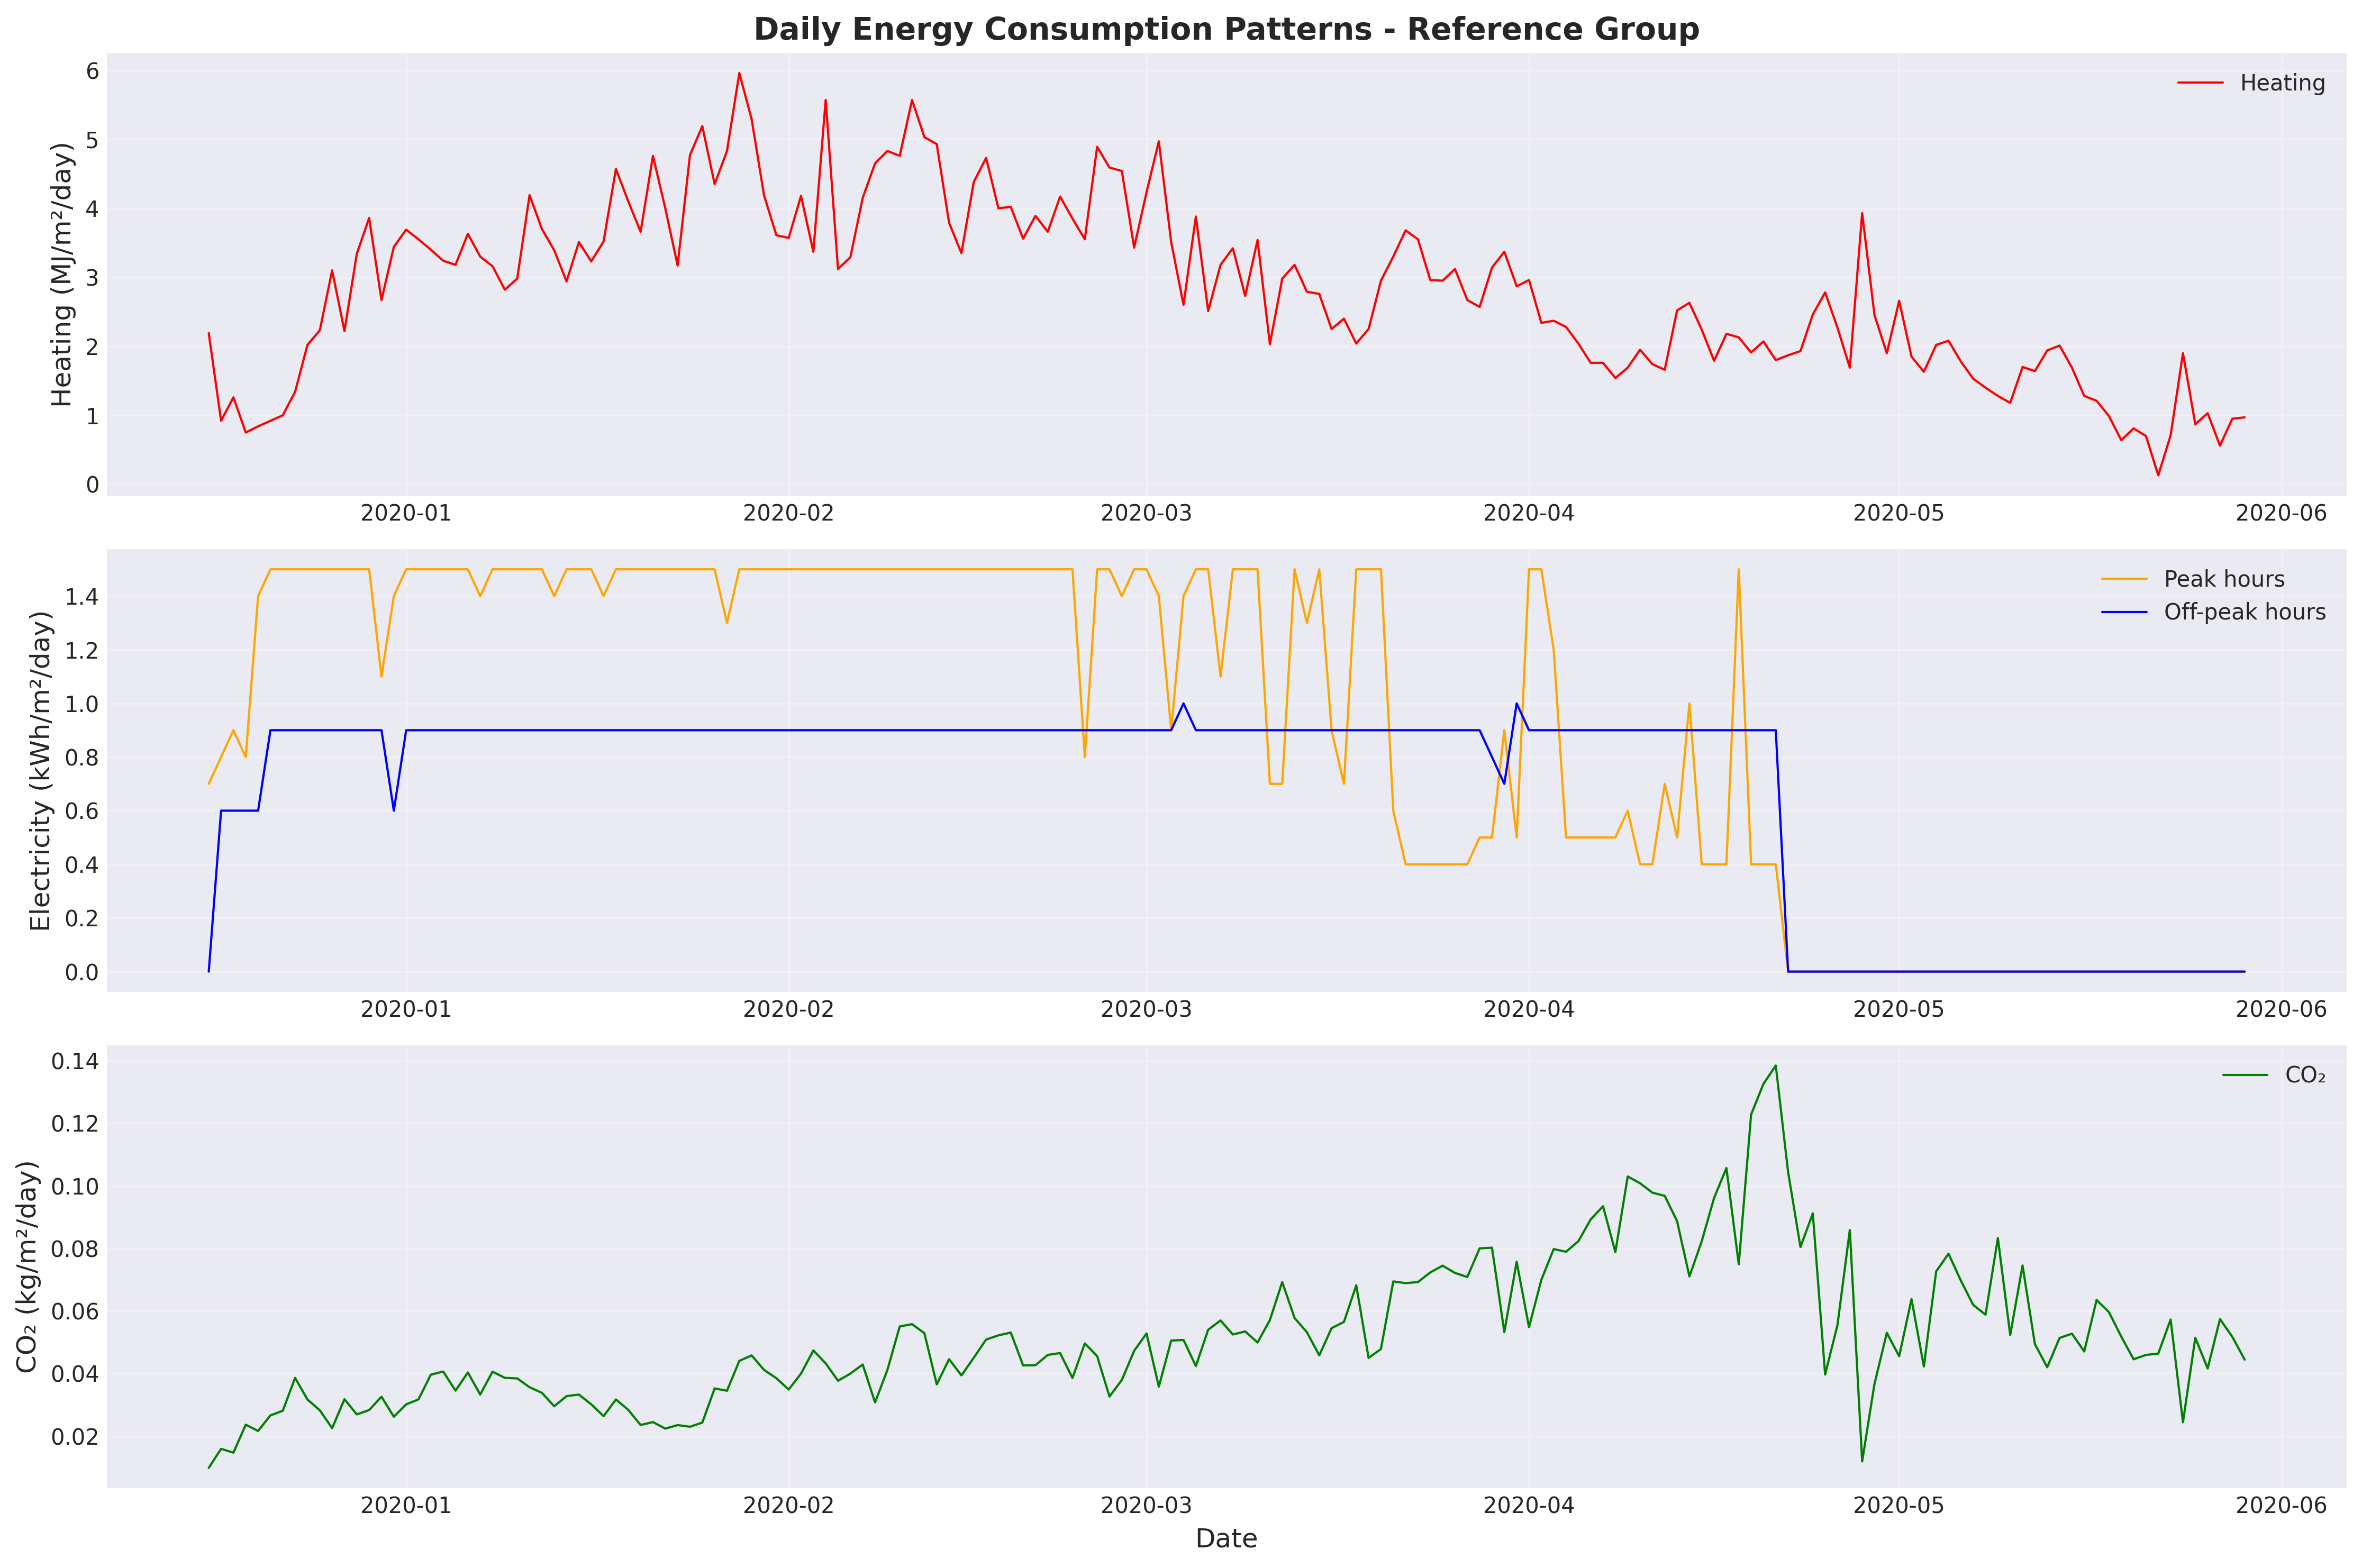 Daily Energy Consumption Patterns - Reference Group
Heating (MJ/m²/day)
6
5
4
3
2
1
0
Heating
2020-01 2020-02 2020-03 2020-04 2020-05 2020-06
Electricity (kWh/m²/day)
1.4
1.2
1.0
0.8
0.6
0.4
0.2
0.0
Peak hours
Off-peak hours
2020-01 2020-02 2020-03 2020-04 2020-05 2020-06
CO₂ (kg/m²/day)
0.14
0.12
0.10
0.08
0.06
0.04
0.02
CO₂
2020-01 2020-02 2020-03 2020-04 2020-05 2020-06
Date